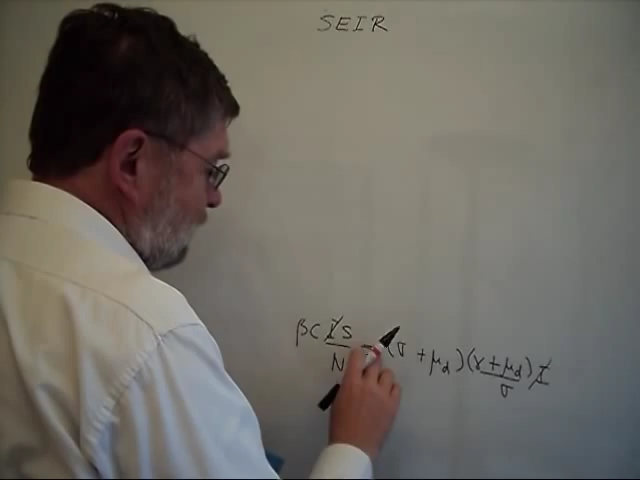 SEIR
βC I S / N = (σ + μd) (γ + μd) / σ I